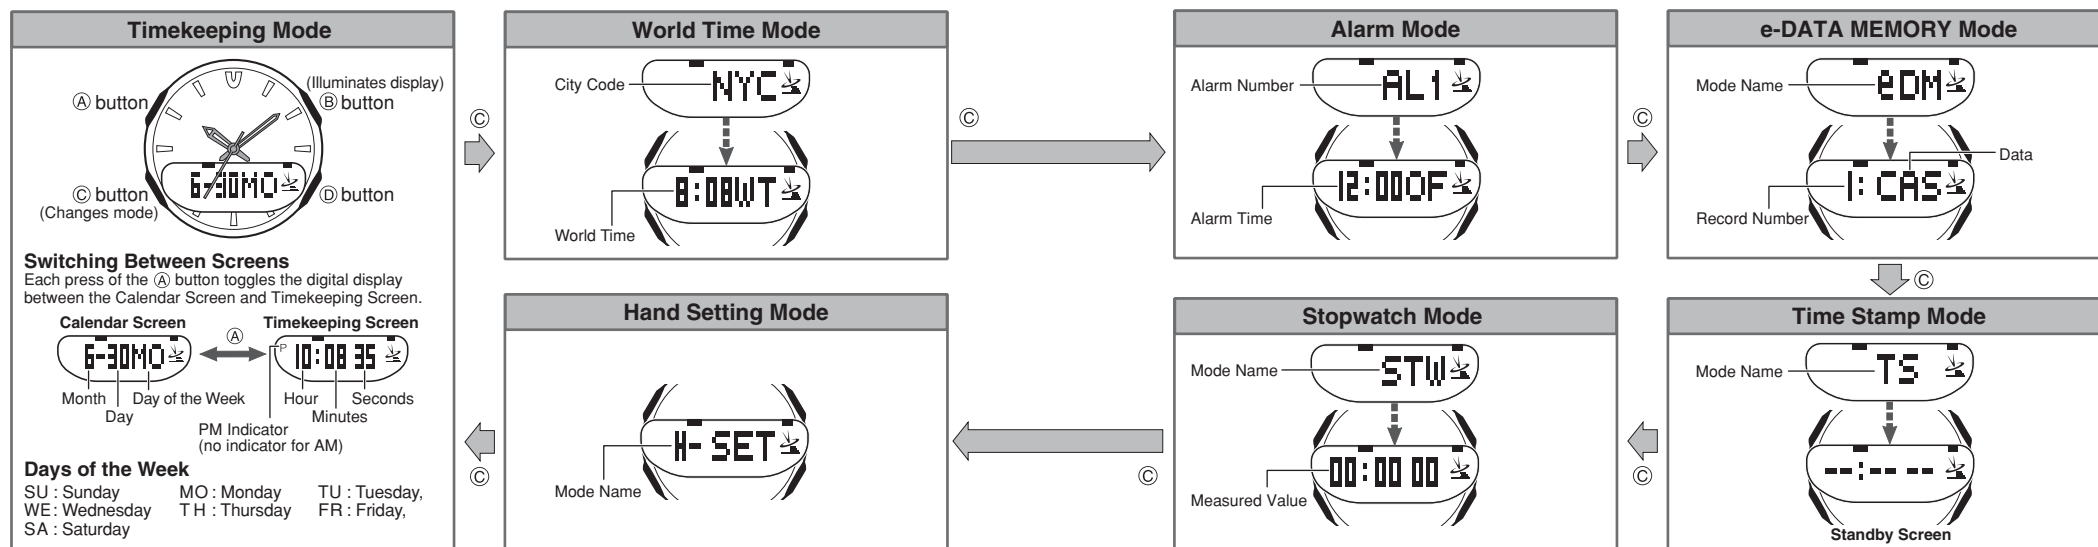 Timekeeping Mode
(Illuminates display)
Ⓐ button
Ⓑ button
6-30MO
Ⓒ button
(Changes mode)
Ⓓ button
Switching Between Screens
Each press of the Ⓐ button toggles the digital display
between the Calendar Screen and Timekeeping Screen.
Calendar Screen
Timekeeping Screen
6-30MO
Ⓐ
P 10:08 35
Month
Day
Day of the Week
Hour
Minutes
Seconds
PM Indicator
(no indicator for AM)
Days of the Week
SU : Sunday MO : Monday TU : Tuesday,
WE : Wednesday TH : Thursday FR : Friday,
SA : Saturday
Ⓒ
World Time Mode
City Code
NYC
8:08WT
World Time
Ⓒ
Alarm Mode
Alarm Number
AL1
12:00OF
Alarm Time
Ⓒ
e-DATA MEMORY Mode
Mode Name
eDM
Data
1: CAS
Record Number
Ⓒ
Time Stamp Mode
Mode Name
TS
--:-- --
Standby Screen
Ⓒ
Stopwatch Mode
Mode Name
STW
00:00 00
Measured Value
Ⓒ
Hand Setting Mode
H-SET
Mode Name
Ⓒ